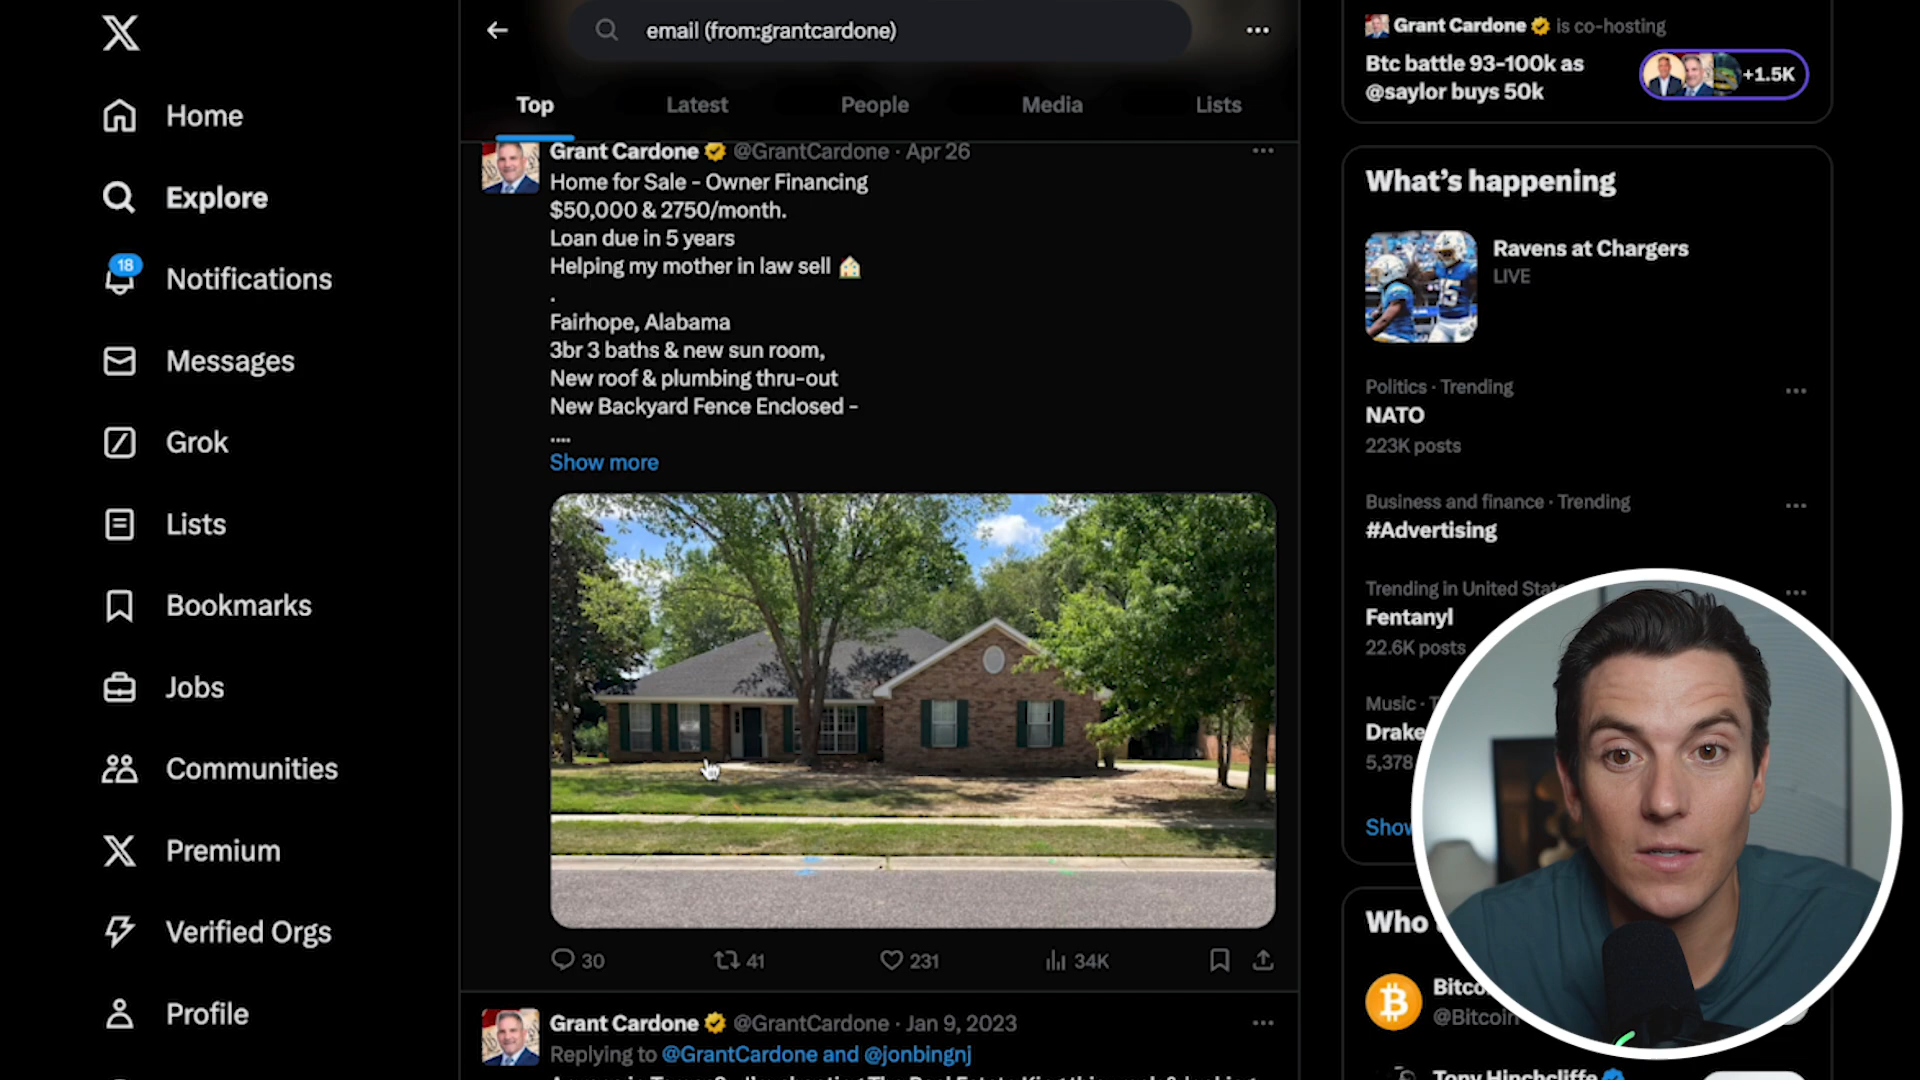 Home
Explore
18
Notifications
Messages
Grok
Lists
Bookmarks
Jobs
Communities
Premium
Verified Orgs
Profile
email (from:grantcardone)
Top
Latest
People
Media
Lists
Grant Cardone @GrantCardone · Apr 26
Home for Sale - Owner Financing
$50,000 & 2750/month.
Loan due in 5 years
Helping my mother in law sell
.
Fairhope, Alabama
3br 3 baths & new sun room,
New roof & plumbing thru-out
New Backyard Fence Enclosed -
....
Show more
30
41
231
34K
Grant Cardone @GrantCardone · Jan 9, 2023
Replying to @GrantCardone and @jonbingnj
Grant Cardone is co-hosting
Btc battle 93-100k as
@saylor buys 50k
+1.5K
What's happening
Ravens at Chargers
LIVE
Politics · Trending
NATO
223K posts
Business and finance · Trending
#Advertising
Trending in United
Fentanyl
22.6K posts
Music ·
Drake
5,378
Who
@Bitcoin
Tony Hinchcliffe